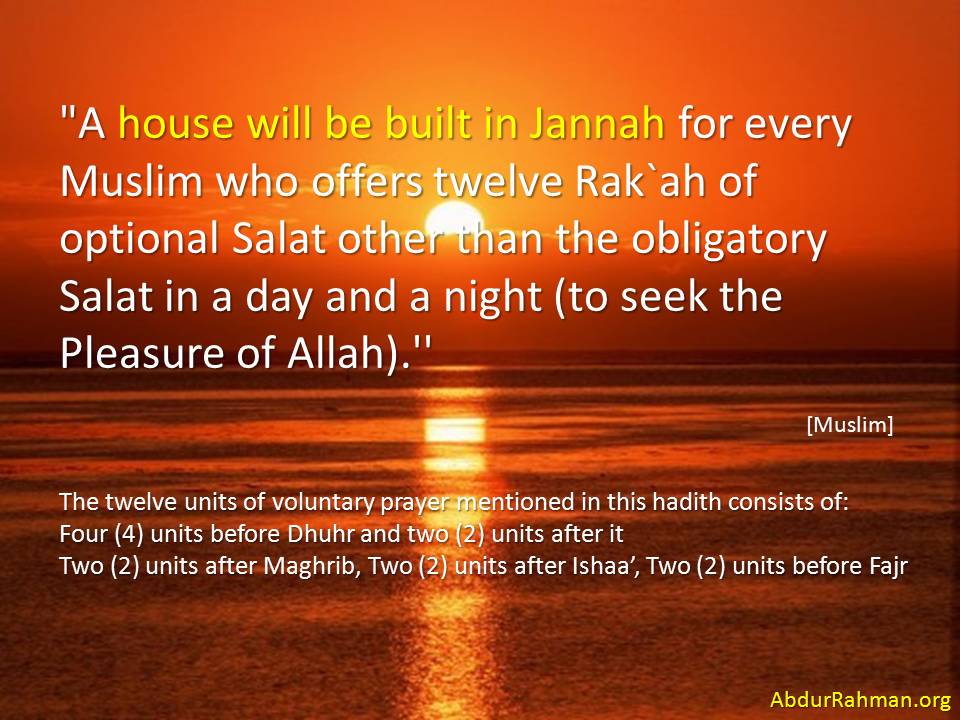 "A house will be built in Jannah for every
Muslim who offers twelve Rak`ah of
optional Salat other than the obligatory
Salat in a day and a night (to seek the
Pleasure of Allah).''
[Muslim]
The twelve units of voluntary prayer mentioned in this hadith consists of:
Four (4) units before Dhuhr and two (2) units after it
Two (2) units after Maghrib, Two (2) units after Ishaa’, Two (2) units before Fajr
AbdurRahman.org